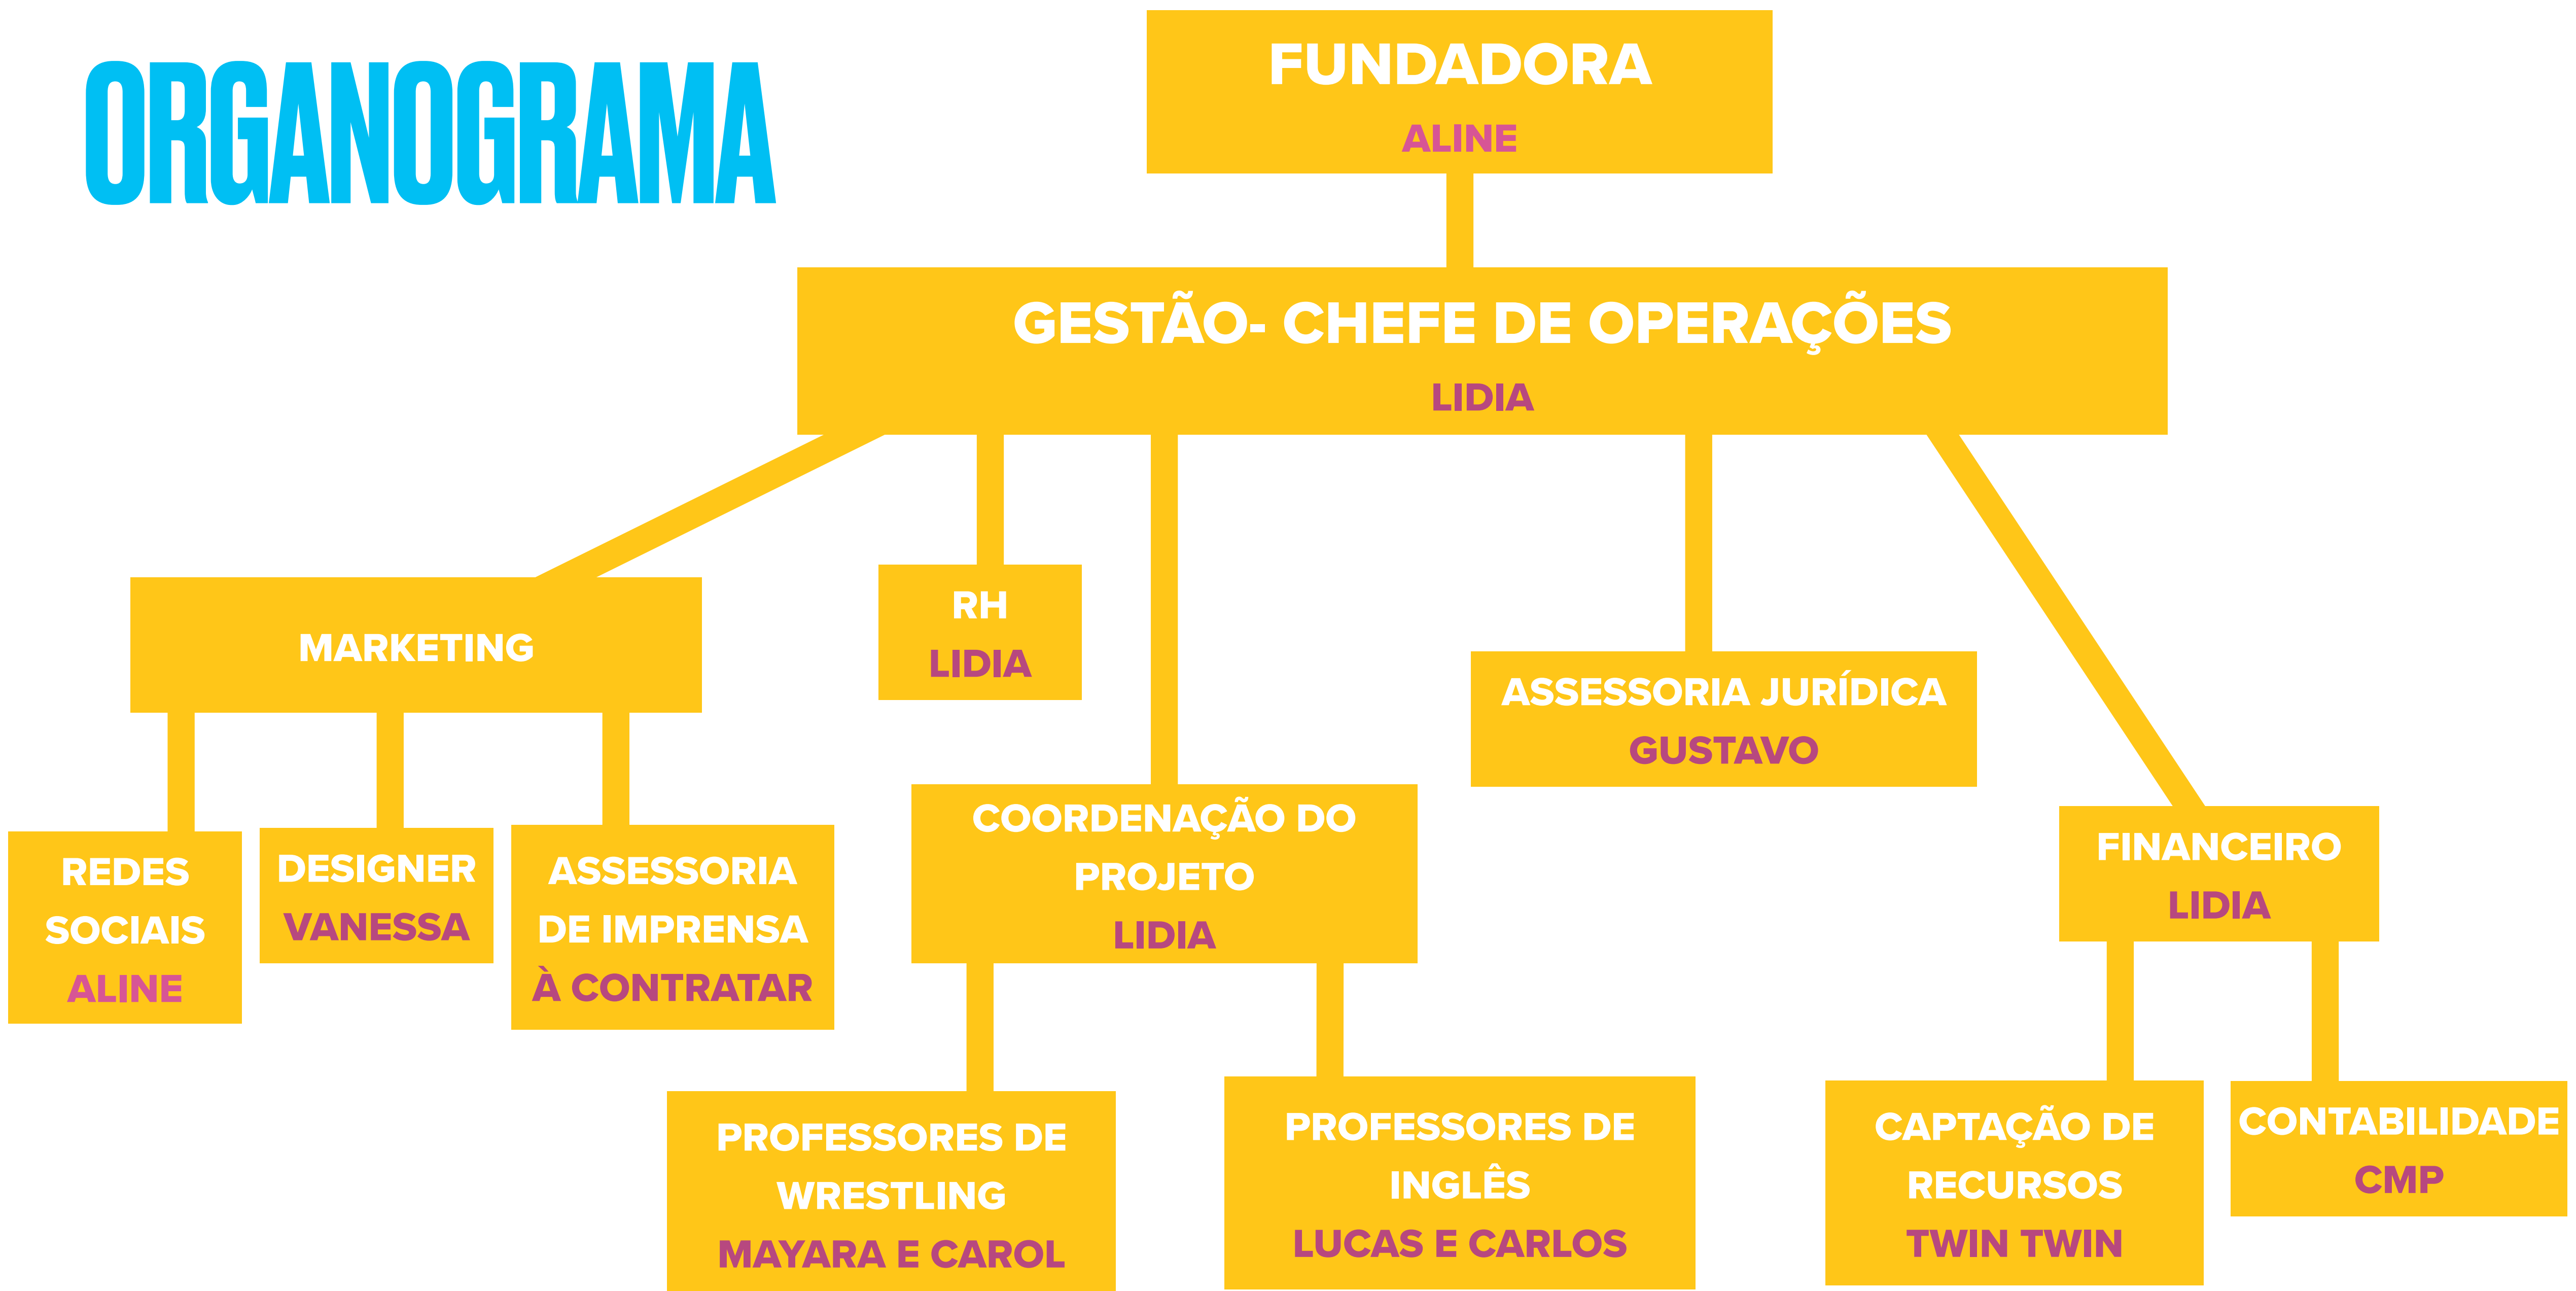 ORGANOGRAMA
FUNDADORA
ALINE
GESTÃO- CHEFE DE OPERAÇÕES
LIDIA
MARKETING
RH
LIDIA
ASSESSORIA JURÍDICA
GUSTAVO
COORDENAÇÃO DO
PROJETO
LIDIA
FINANCEIRO
LIDIA
REDES
SOCIAIS
ALINE
DESIGNER
VANESSA
ASSESSORIA
DE IMPRENSA
À CONTRATAR
PROFESSORES DE
WRESTLING
MAYARA E CAROL
PROFESSORES DE
INGLÊS
LUCAS E CARLOS
CAPTAÇÃO DE
RECURSOS
TWIN TWIN
CONTABILIDADE
CMP